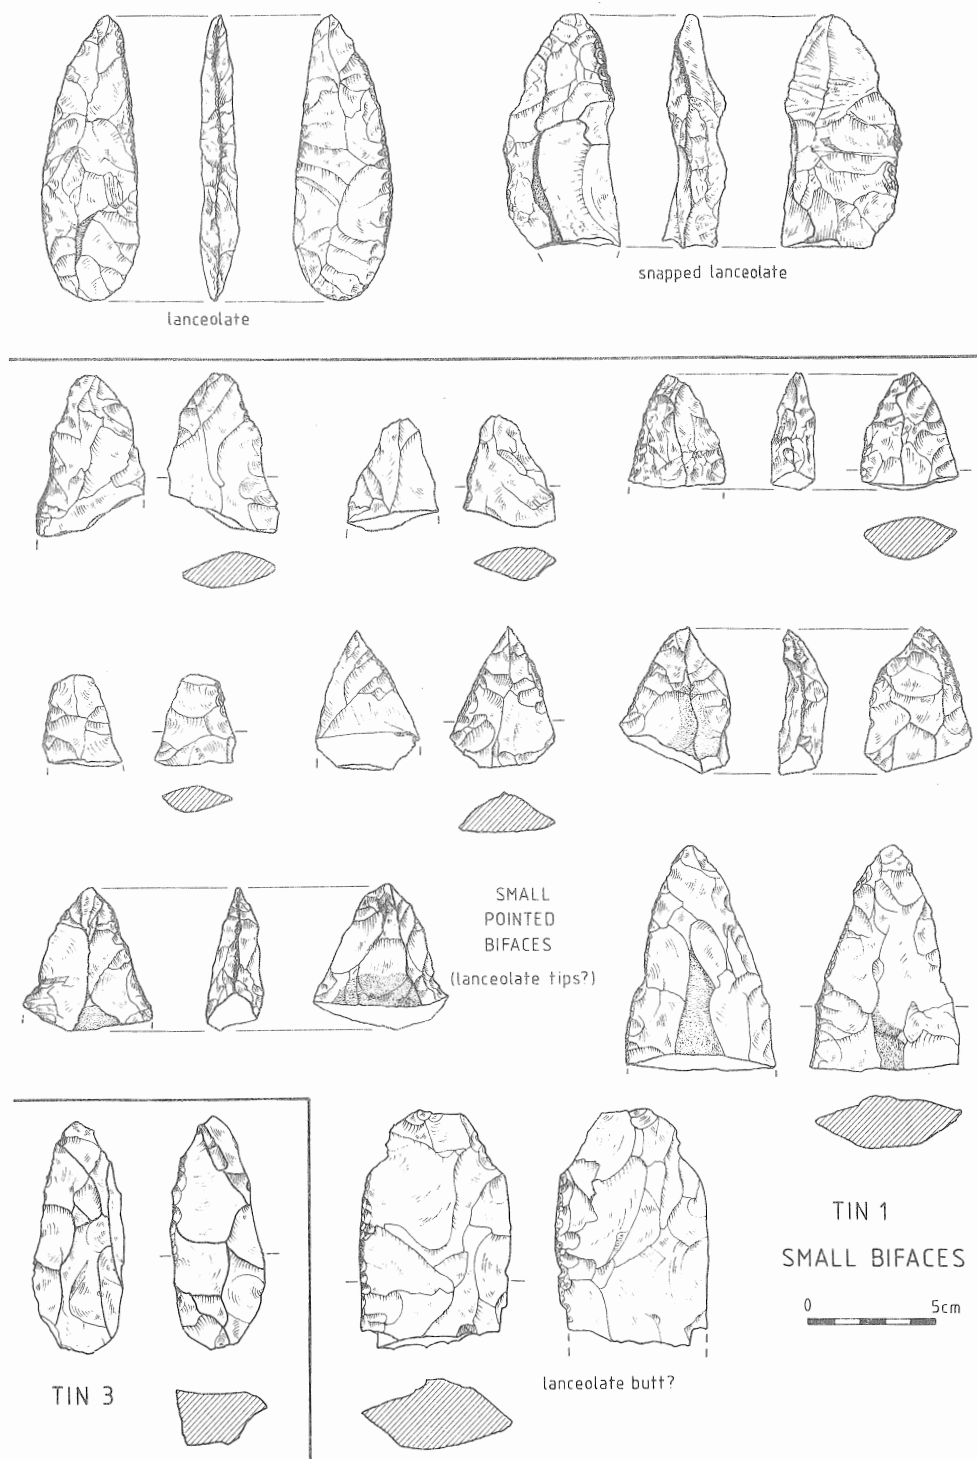 lanceolate
snapped lanceolate
SMALL
POINTED
BIFACES
(lanceolate tips?)
TIN 1
SMALL BIFACES
0 5cm
TIN 3
lanceolate butt?